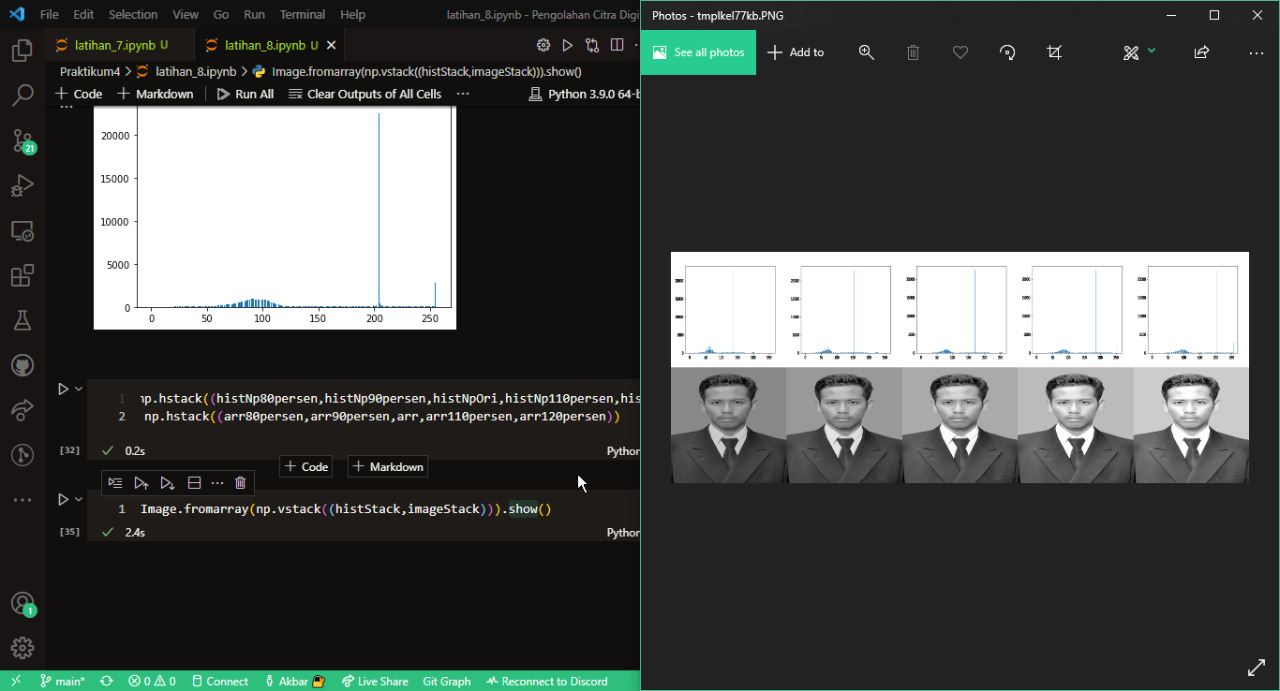 File Edit Selection View Go Run Terminal Help
latihan_8.ipynb - Pengolahan Citra Digi
latihan_7.ipynb U
latihan_8.ipynb U
Praktikum4 > latihan_8.ipynb > Image.fromarray(np.vstack((histStack,imageStack))).show()
+ Code + Markdown Run All Clear Outputs of All Cells ··· Python 3.9.0 64-b
20000
15000
10000
5000
0
0 50 100 150 200 250
1 np.hstack((histNp80persen,histNp90persen,histNpOri,histNp110persen,his
2 np.hstack((arr80persen,arr90persen,arr,arr110persen,arr120persen))
[32] 0.2s Python
+ Code + Markdown
1 Image.fromarray(np.vstack((histStack,imageStack))).show()
[35] 2.4s Python
21
1
main* 0 0 Connect Akbar Live Share Git Graph Reconnect to Discord
Photos - tmplkel77kb.PNG
See all photos
+ Add to